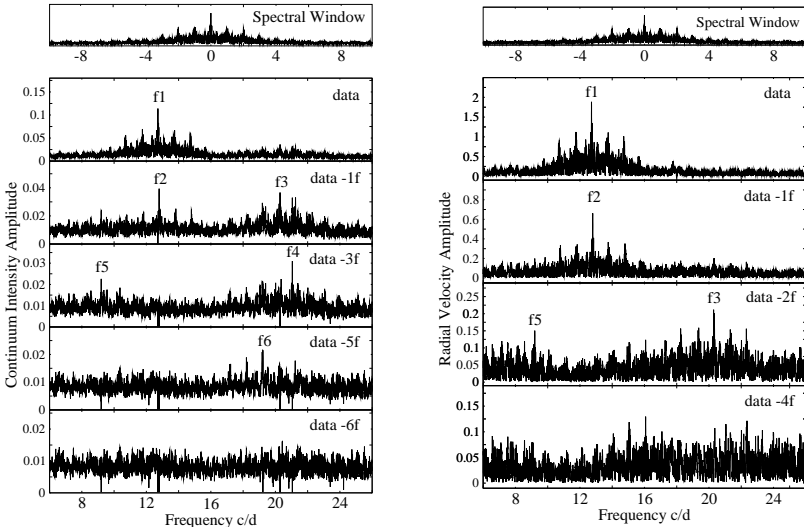 Spectral Window
-8 -4 0 4 8
Continuum Intensity Amplitude
0.15
0.1
0.05
0.025
0
f1
data
0.04
0.02
0.01
0
f2
f3
data -1f
0.03
0.02
0.01
0
f5
f4
data -3f
0.02
0.01
0
f6
data -5f
0.015
0.01
0
data -6f
8 12 16 20 24
Frequency c/d
Spectral Window
-8 -4 0 4 8
Radial Velocity Amplitude
2
1
0.5
0
f1
data
0.8
0.6
0.4
0.2
0
f2
data -1f
0.25
0.2
0.15
0.1
0.05
0
f5
f3
data -2f
0.15
0.1
0.05
0
data -4f
8 12 16 20 24
Frequency c/d